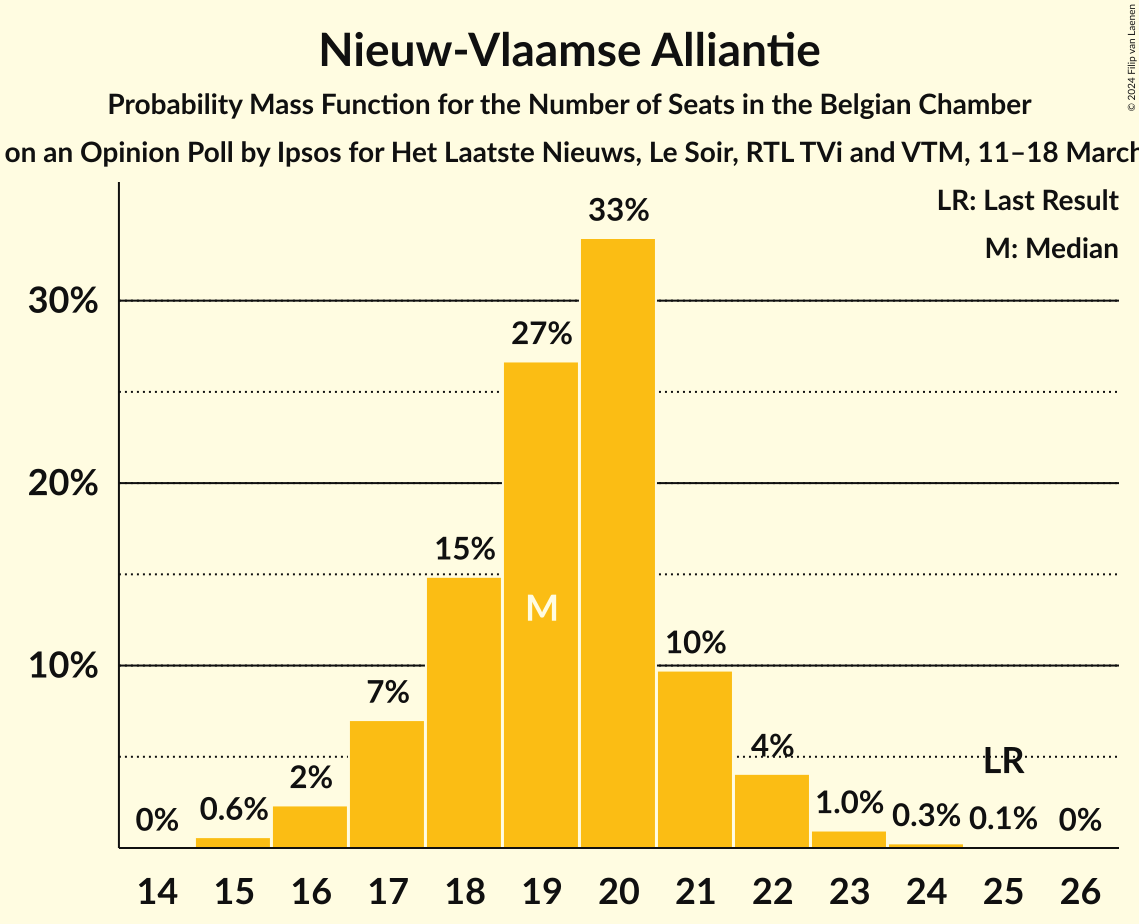 © 2024 Filip van Laenen
Nieuw-Vlaamse Alliantie
Probability Mass Function for the Number of Seats in the Belgian Chamber
on an Opinion Poll by Ipsos for Het Laatste Nieuws, Le Soir, RTL TVi and VTM, 11–18 March
LR: Last Result
M: Median
33%
30%
27%
20%
15%
M
10%
10%
7%
4%
LR
2%
1.0%
0.6%
0.3%
0.1%
0%
0%
14 15 16 17 18 19 20 21 22 23 24 25 26